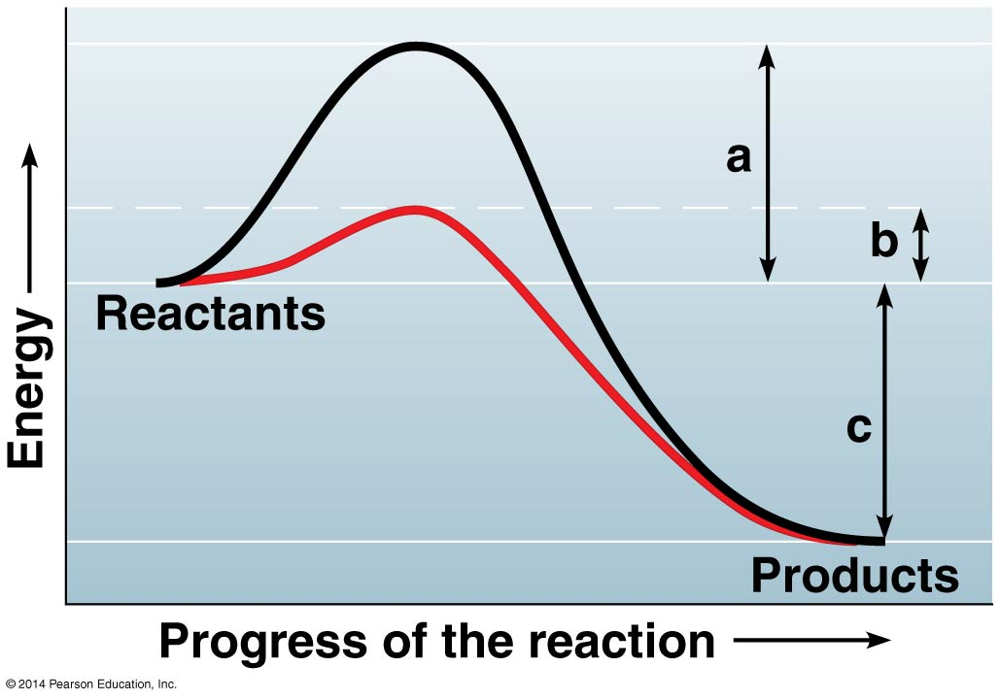 a
b
Reactants
Energy
c
Products
Progress of the reaction
© 2014 Pearson Education, Inc.